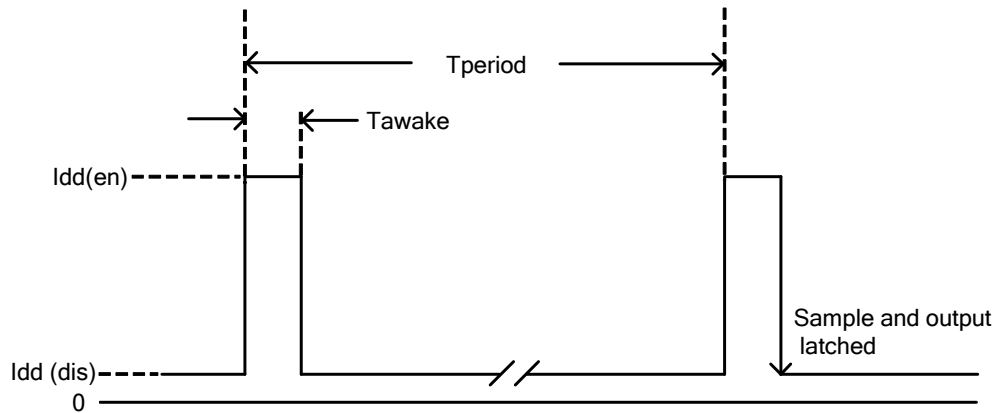 Tperiod
Tawake
Idd(en)
Sample and output
latched
Idd (dis)
0